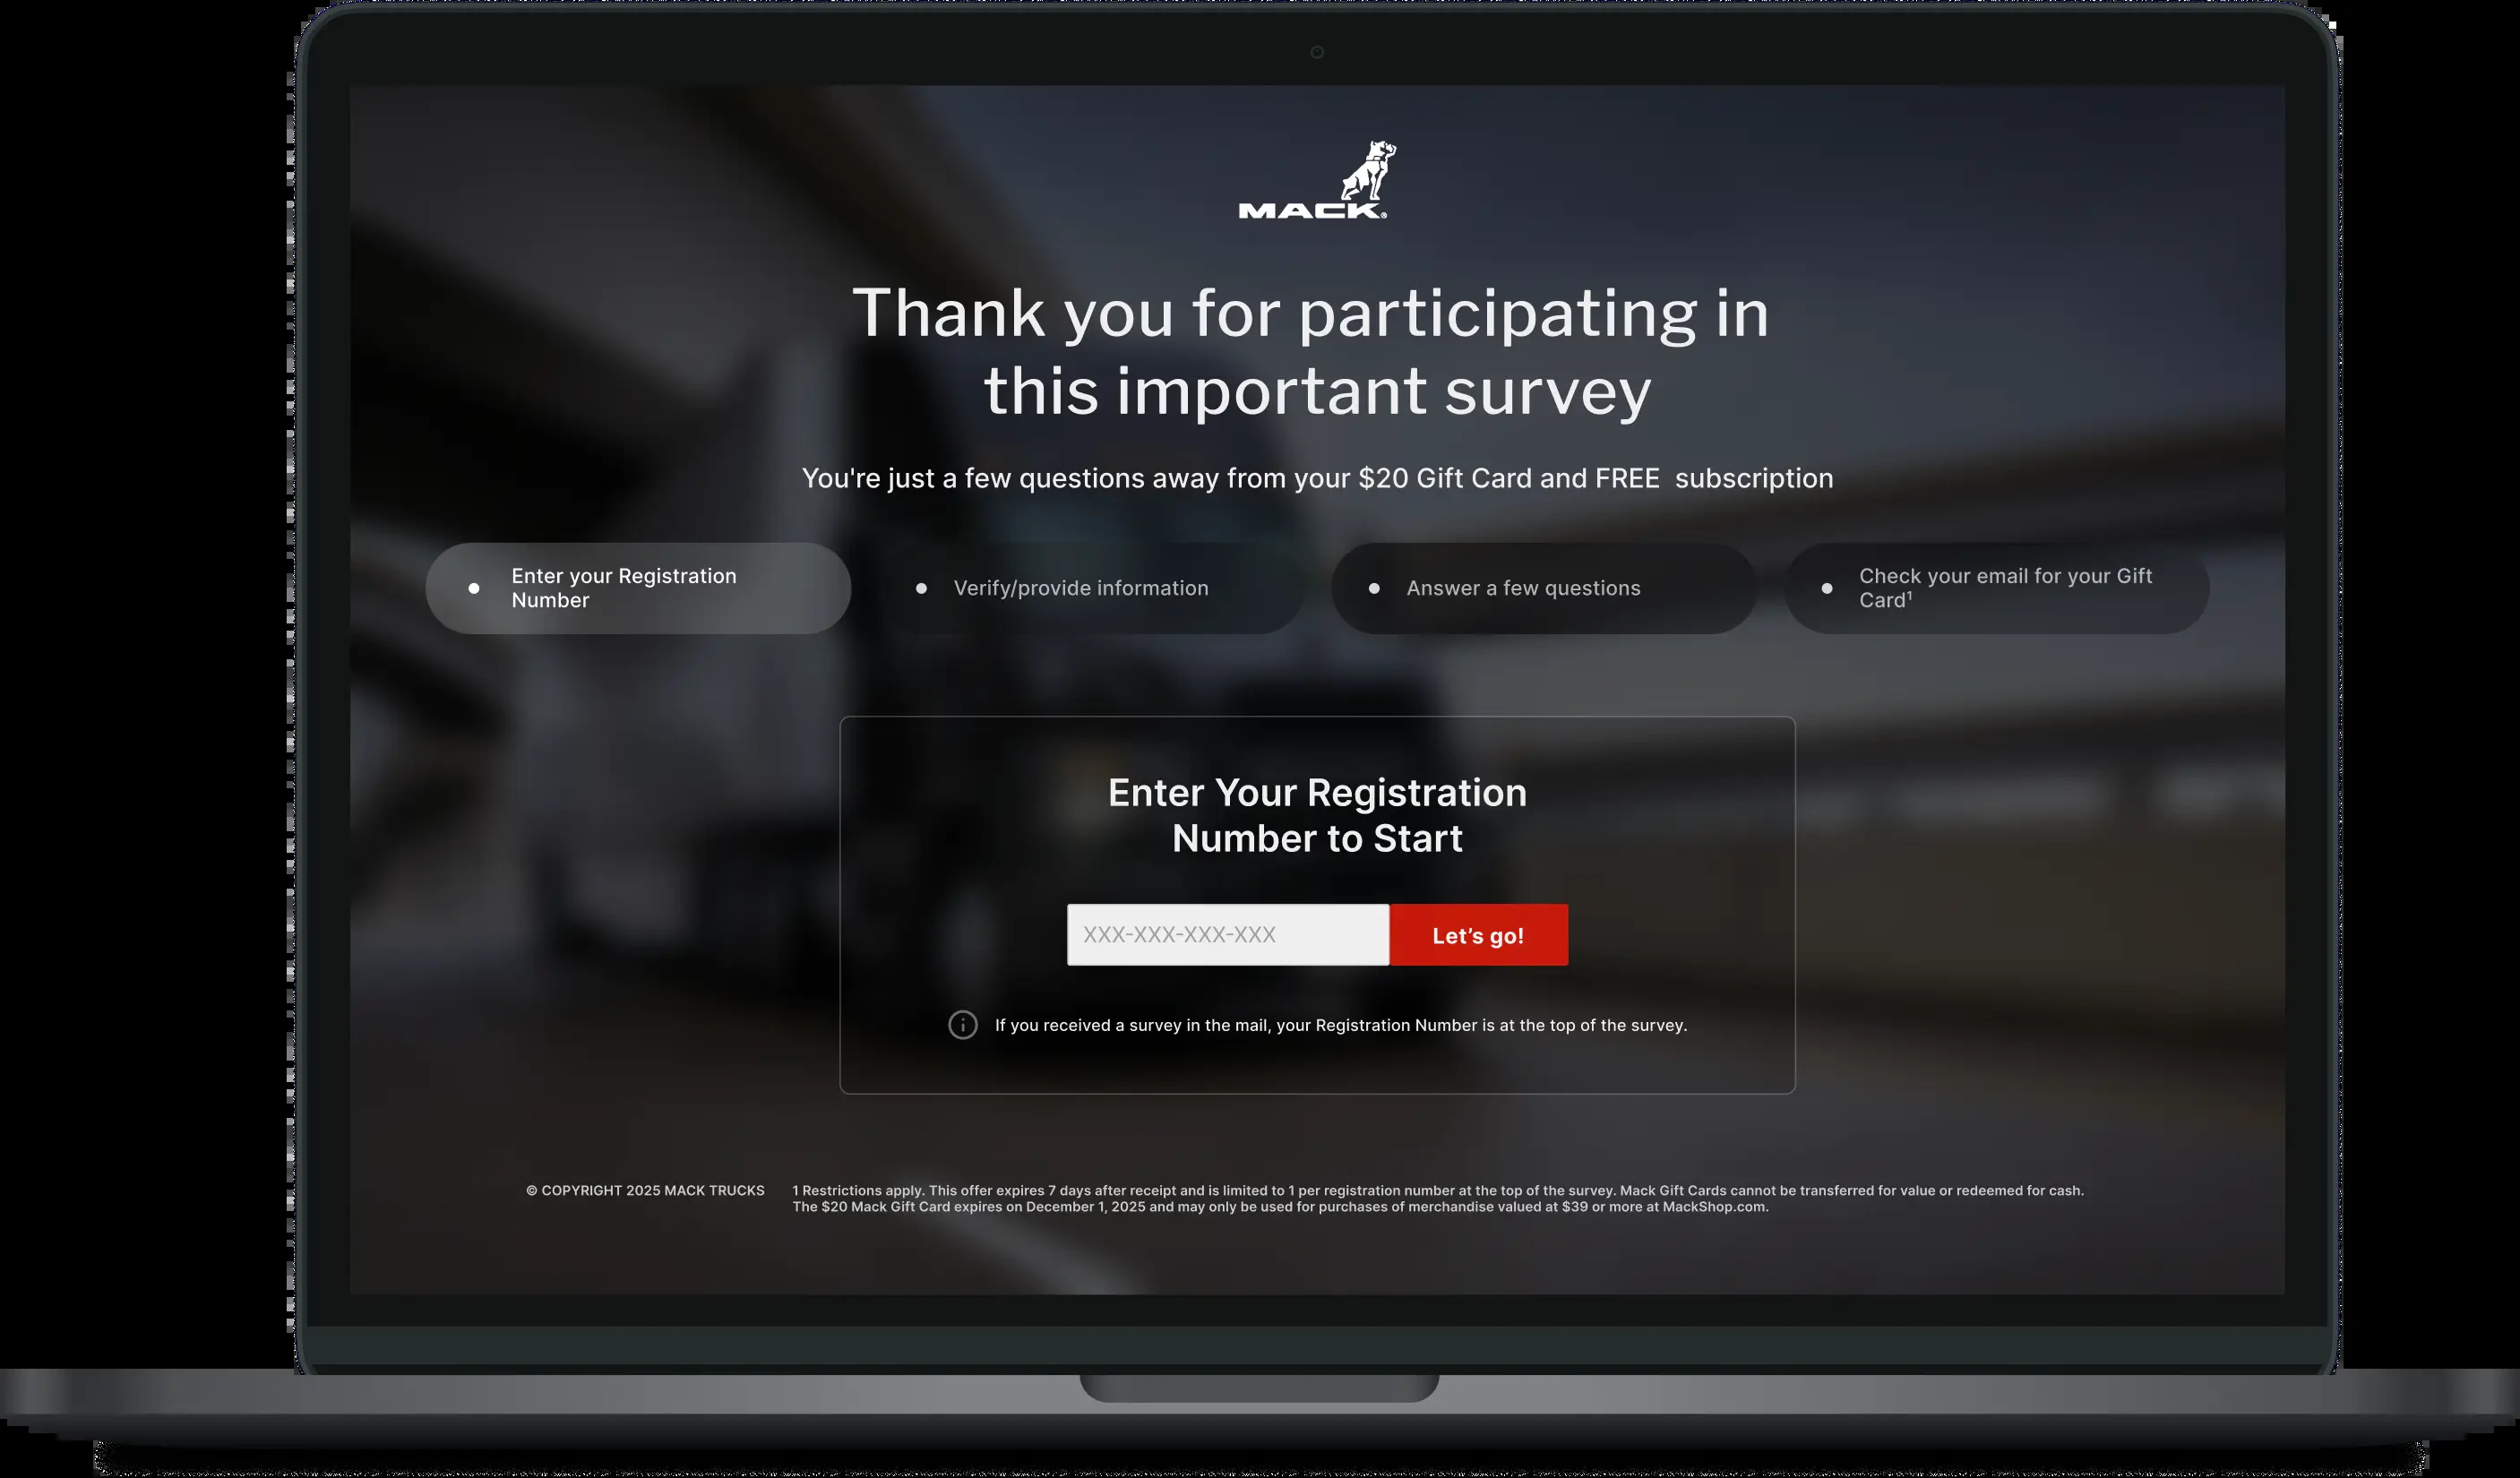 MACK®
Thank you for participating in
this important survey
You're just a few questions away from your $20 Gift Card and FREE  subscription
Enter your Registration
Number
Verify/provide information
Answer a few questions
Check your email for your Gift
Card¹
Enter Your Registration
Number to Start
XXX-XXX-XXX-XXX
Let's go!
If you received a survey in the mail, your Registration Number is at the top of the survey.
© COPYRIGHT 2025 MACK TRUCKS
1 Restrictions apply. This offer expires 7 days after receipt and is limited to 1 per registration number at the top of the survey. Mack Gift Cards cannot be transferred for value or redeemed for cash.
The $20 Mack Gift Card expires on December 1, 2025 and may only be used for purchases of merchandise valued at $39 or more at MackShop.com.